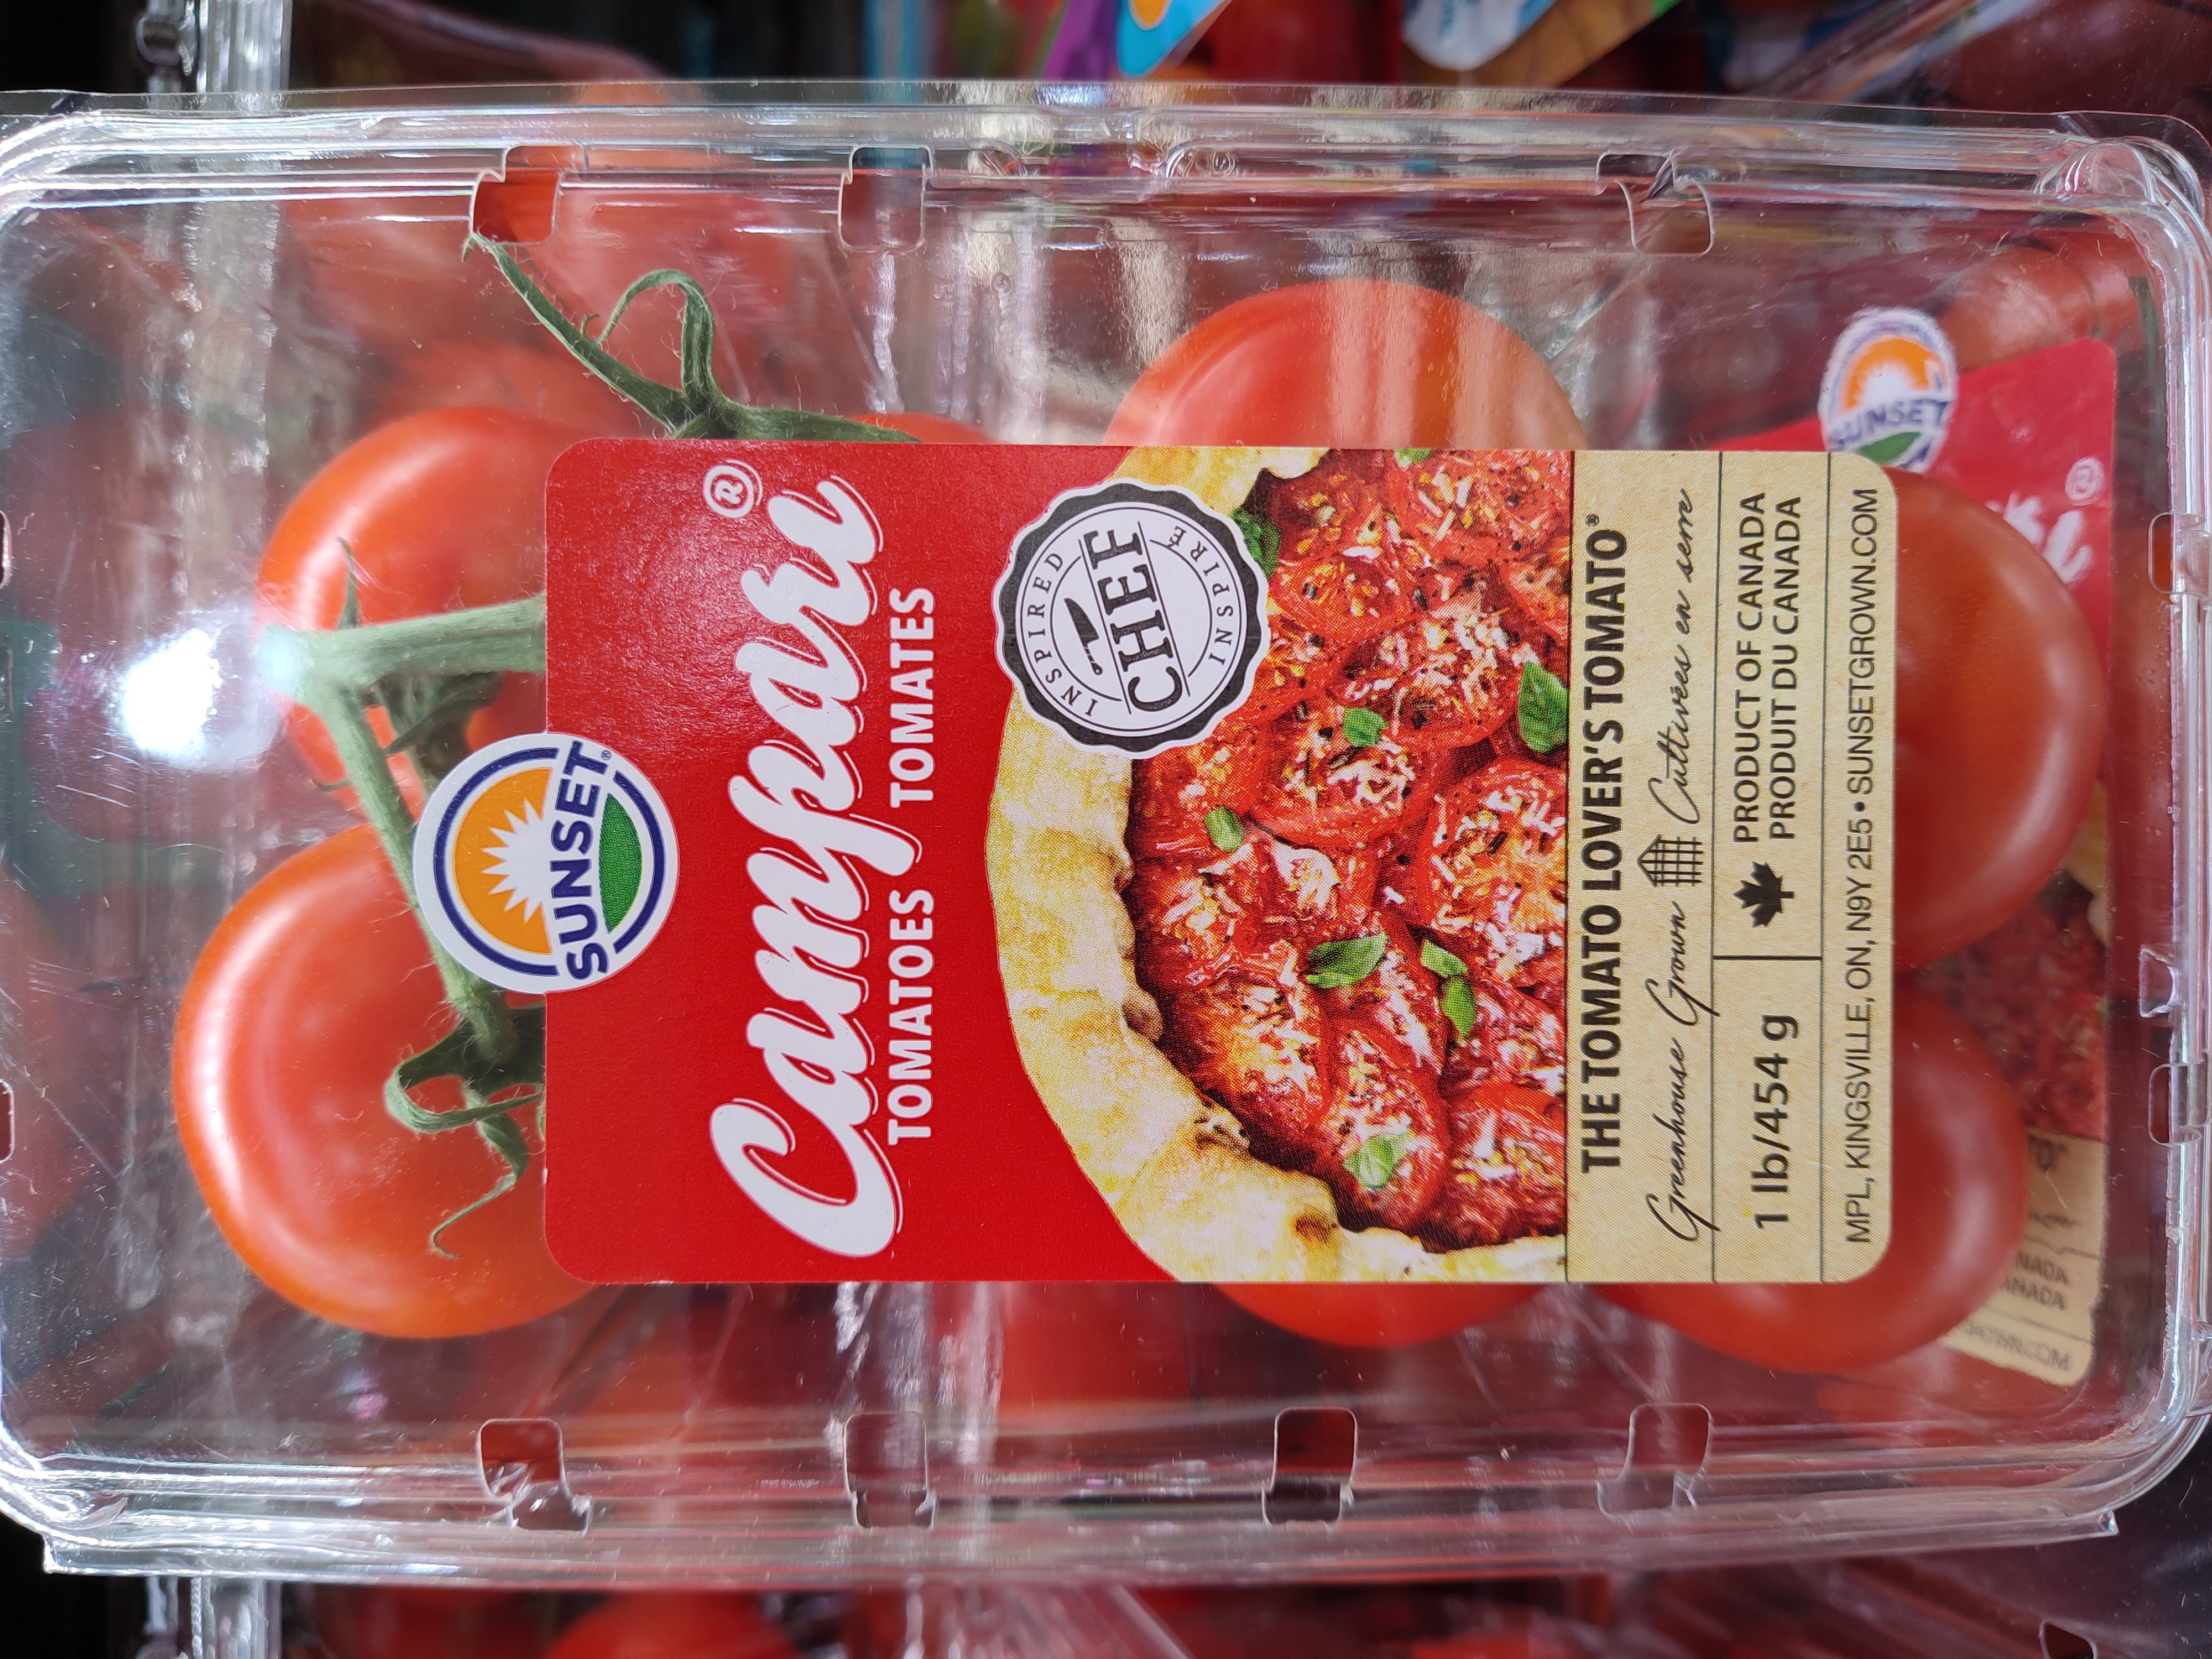 SUNSET®
Campari®
TOMATOES TOMATES
INSPIRED
CHEF
INSPIRÉ
THE TOMATO LOVER'S TOMATO®
Greenhouse Grown Cultivées en serre
1 lb/454 g
PRODUCT OF CANADA
PRODUIT DU CANADA
MPL, KINGSVILLE, ON, N9Y 2E5 • SUNSETGROWN.COM
SUNSET